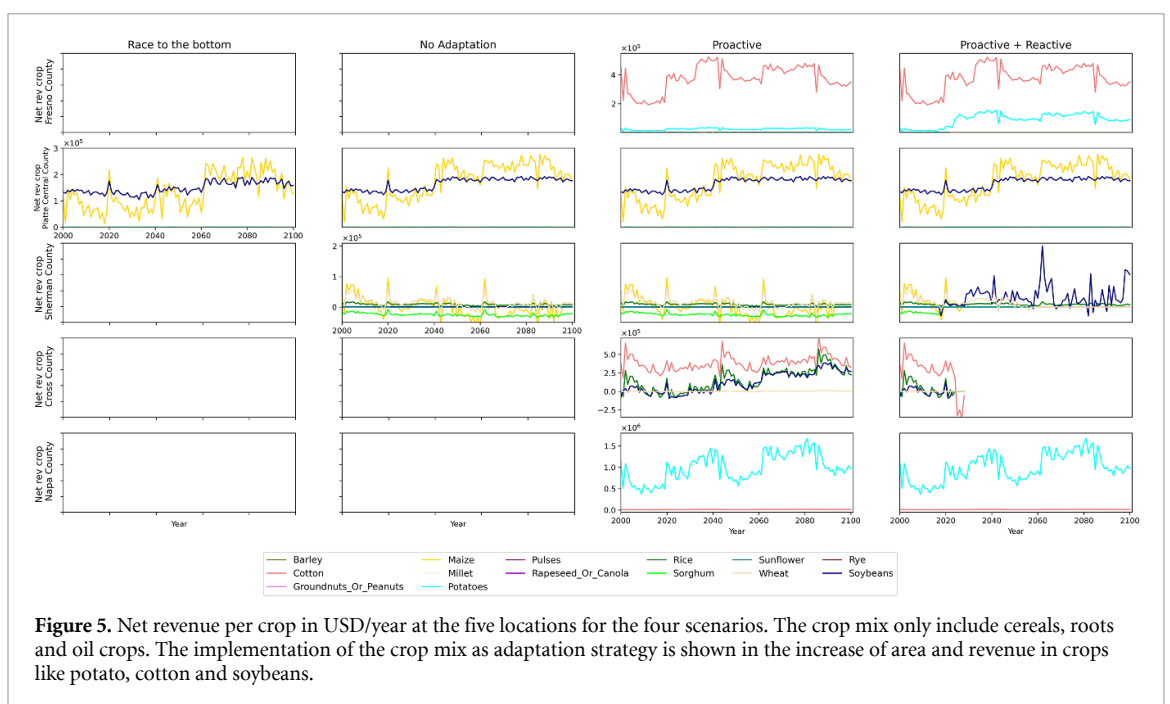 Race to the bottom
No Adaptation
Proactive
Proactive + Reactive
Net rev crop
Fresno County
×10⁵
4
2
Net rev crop
Platte Central County
×10⁵
3
2
1
0
2000 2020 2040 2060 2080 2100
Net rev crop
Sherman County
×10⁵
2
1
0
2000 2020 2040 2060 2080 2100
Net rev crop
Cross County
×10⁵
5.0
2.5
0.0
−2.5
Net rev crop
Napa County
×10⁶
1.5
1.0
0.5
0.0
2000 2020 2040 2060 2080 2100
2000 2020 2040 2060 2080 2100
Year
Year
Year
Year
Barley Maize Pulses Rice Sunflower Rye
Cotton Millet Rapeseed_Or_Canola Sorghum Wheat Soybeans
Groundnuts_Or_Peanuts Potatoes
Figure 5. Net revenue per crop in USD/year at the five locations for the four scenarios. The crop mix only include cereals, roots
and oil crops. The implementation of the crop mix as adaptation strategy is shown in the increase of area and revenue in crops
like potato, cotton and soybeans.